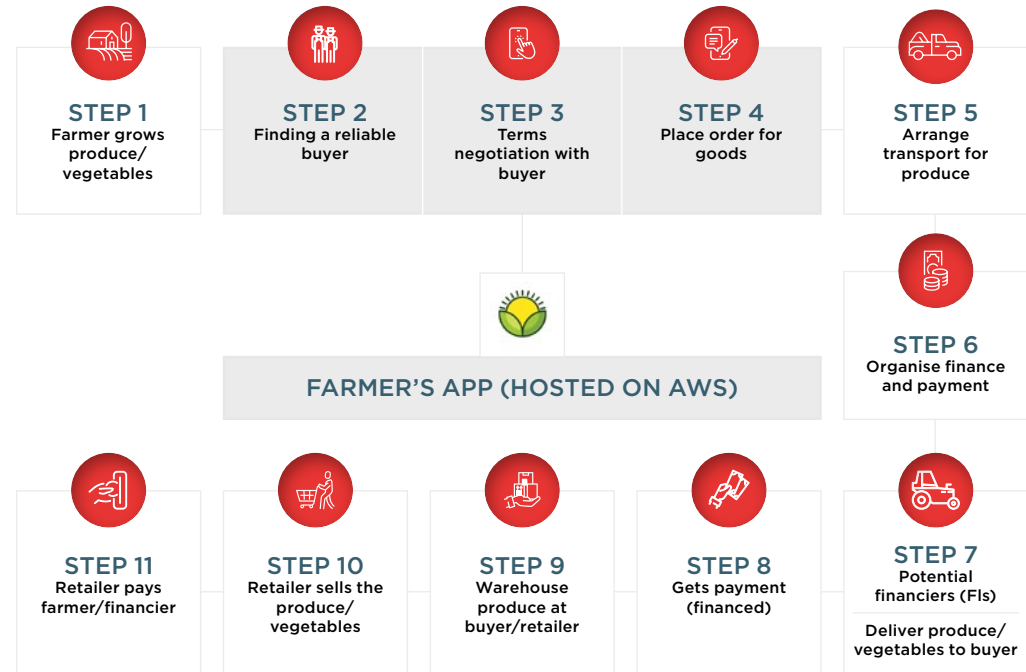 STEP 1
Farmer grows
produce/
vegetables
STEP 2
Finding a reliable
buyer
STEP 3
Terms
negotiation with
buyer
STEP 4
Place order for
goods
STEP 5
Arrange
transport for
produce
STEP 6
Organise finance
and payment
FARMER’S APP (HOSTED ON AWS)
STEP 7
Potential
financiers (FIs)
Deliver produce/
vegetables to buyer
STEP 8
Gets payment
(financed)
STEP 9
Warehouse
produce at
buyer/retailer
STEP 10
Retailer sells the
produce/
vegetables
STEP 11
Retailer pays
farmer/financier